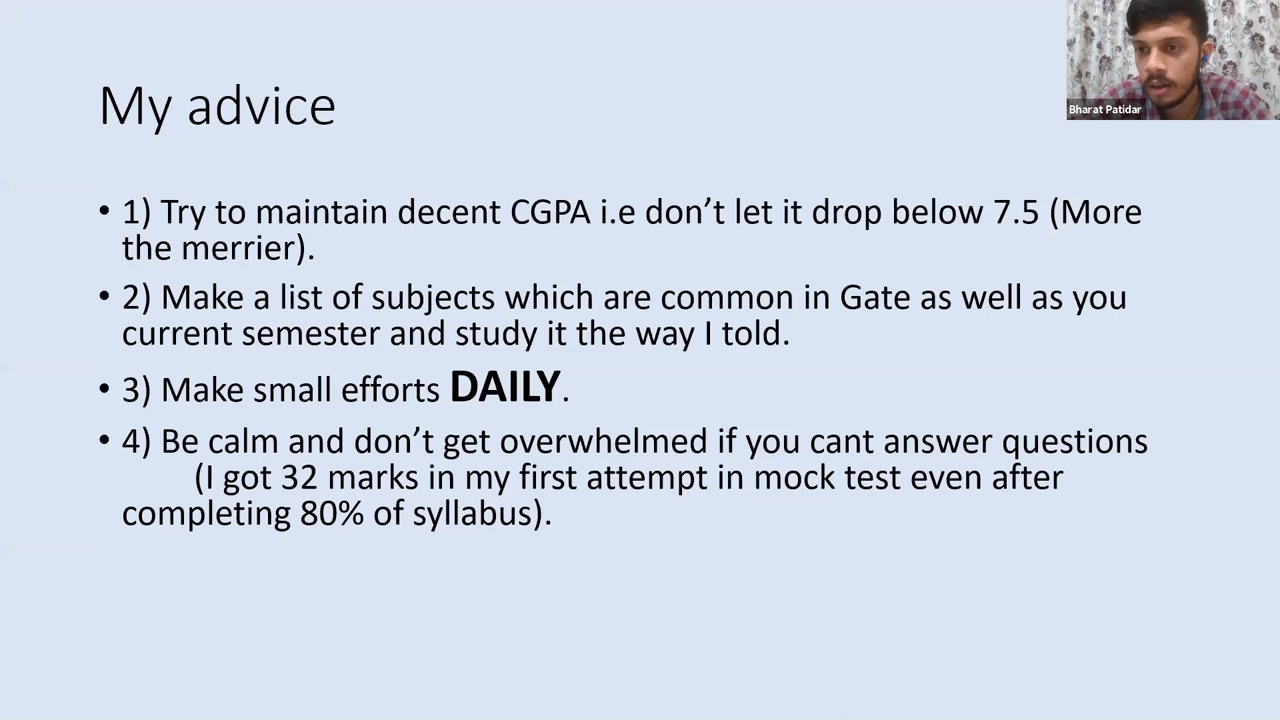 My advice
Bharat Patidar
• 1) Try to maintain decent CGPA i.e don’t let it drop below 7.5 (More
the merrier).
• 2) Make a list of subjects which are common in Gate as well as you
current semester and study it the way I told.
• 3) Make small efforts DAILY.
• 4) Be calm and don’t get overwhelmed if you cant answer questions
(I got 32 marks in my first attempt in mock test even after
completing 80% of syllabus).